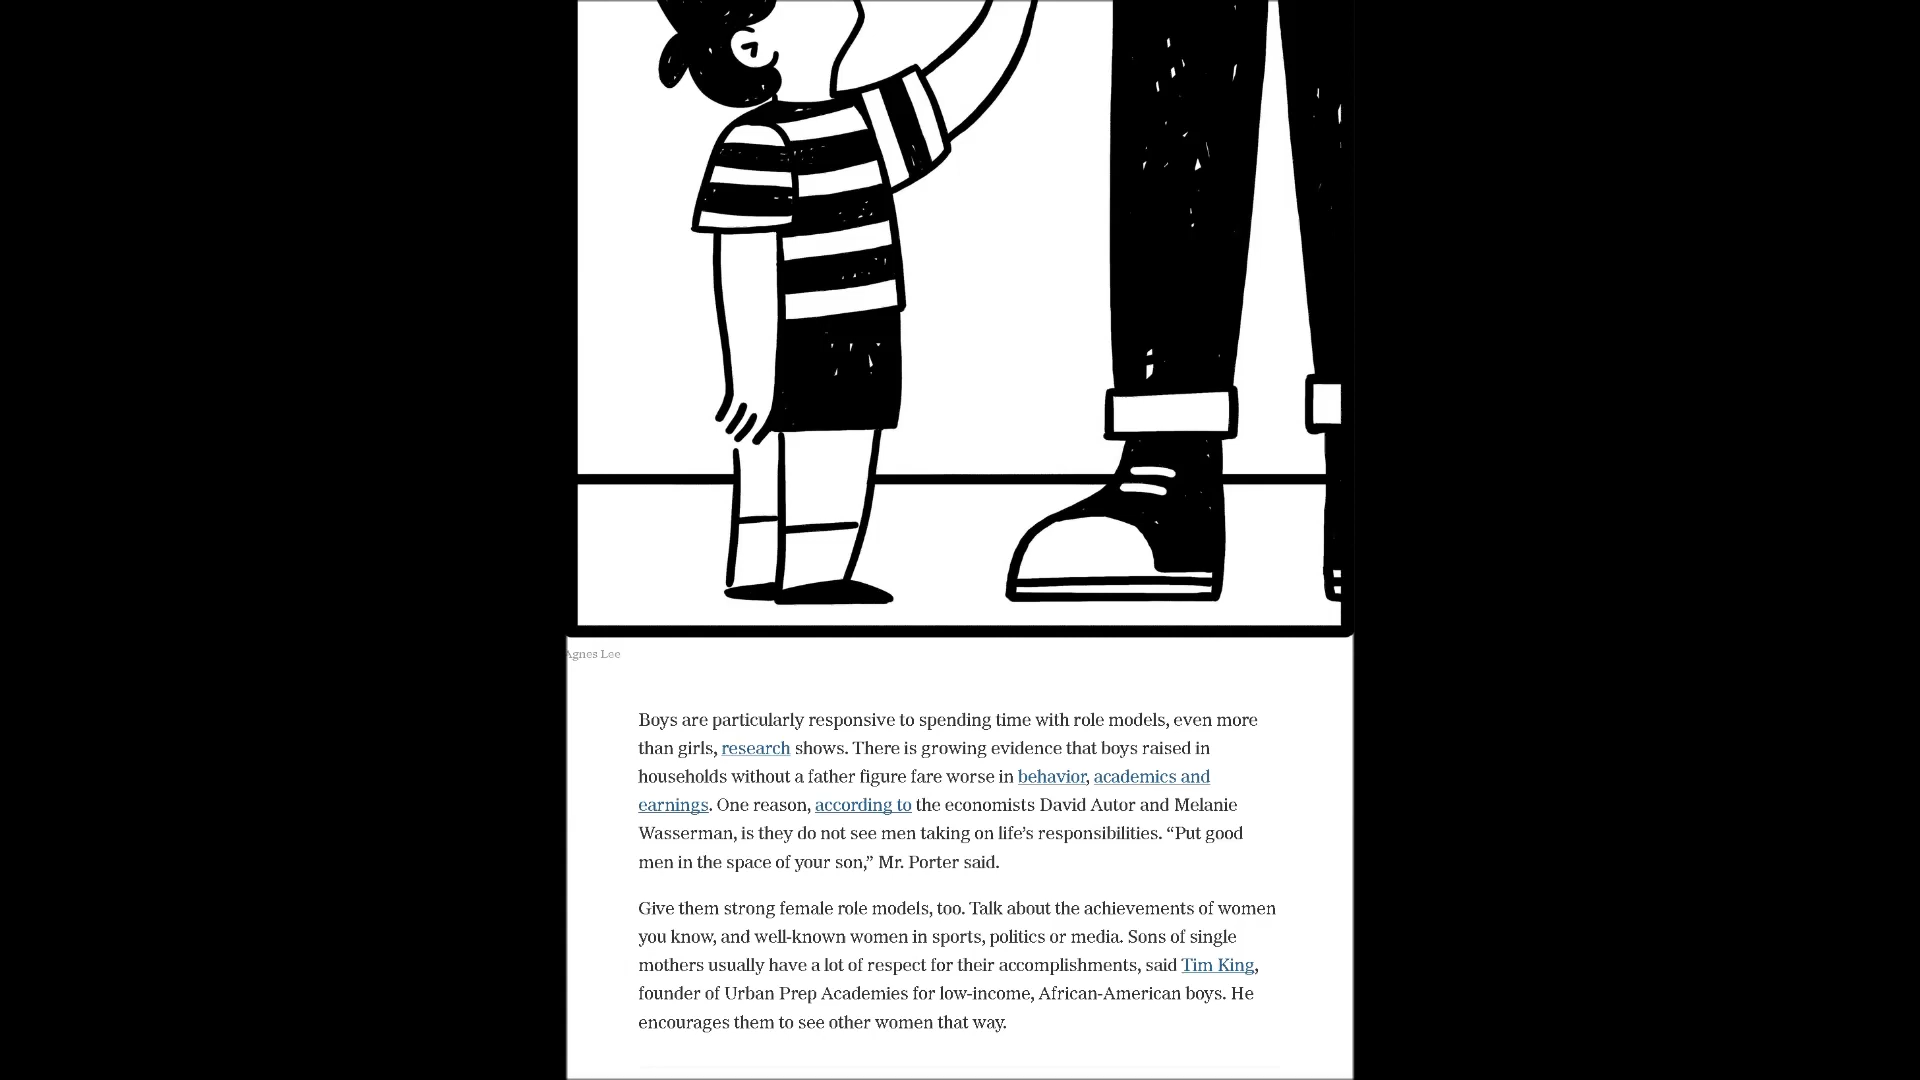 Agnes Lee
Boys are particularly responsive to spending time with role models, even more
than girls, research shows. There is growing evidence that boys raised in
households without a father figure fare worse in behavior, academics and
earnings. One reason, according to the economists David Autor and Melanie
Wasserman, is they do not see men taking on life’s responsibilities. “Put good
men in the space of your son,” Mr. Porter said.
Give them strong female role models, too. Talk about the achievements of women
you know, and well-known women in sports, politics or media. Sons of single
mothers usually have a lot of respect for their accomplishments, said Tim King,
founder of Urban Prep Academies for low-income, African-American boys. He
encourages them to see other women that way.